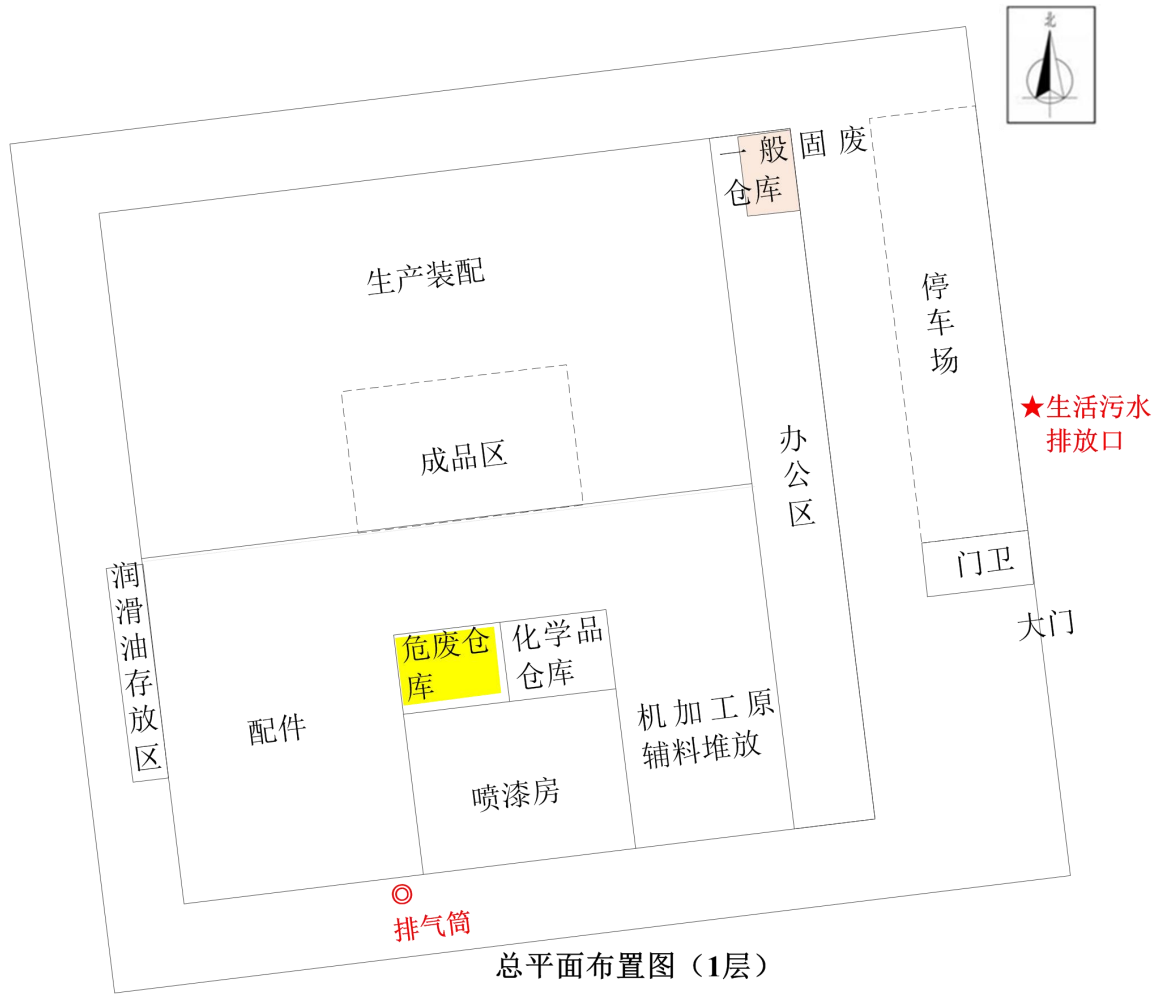 北
一般固废
仓库
生产装配
停车场
★生活污水
排放口
成品区
办公区
门卫
大门
润滑油存放区
危废仓
库
化学品
仓库
配件
机加工原
辅料堆放
喷漆房
排气筒
总平面布置图（1层）